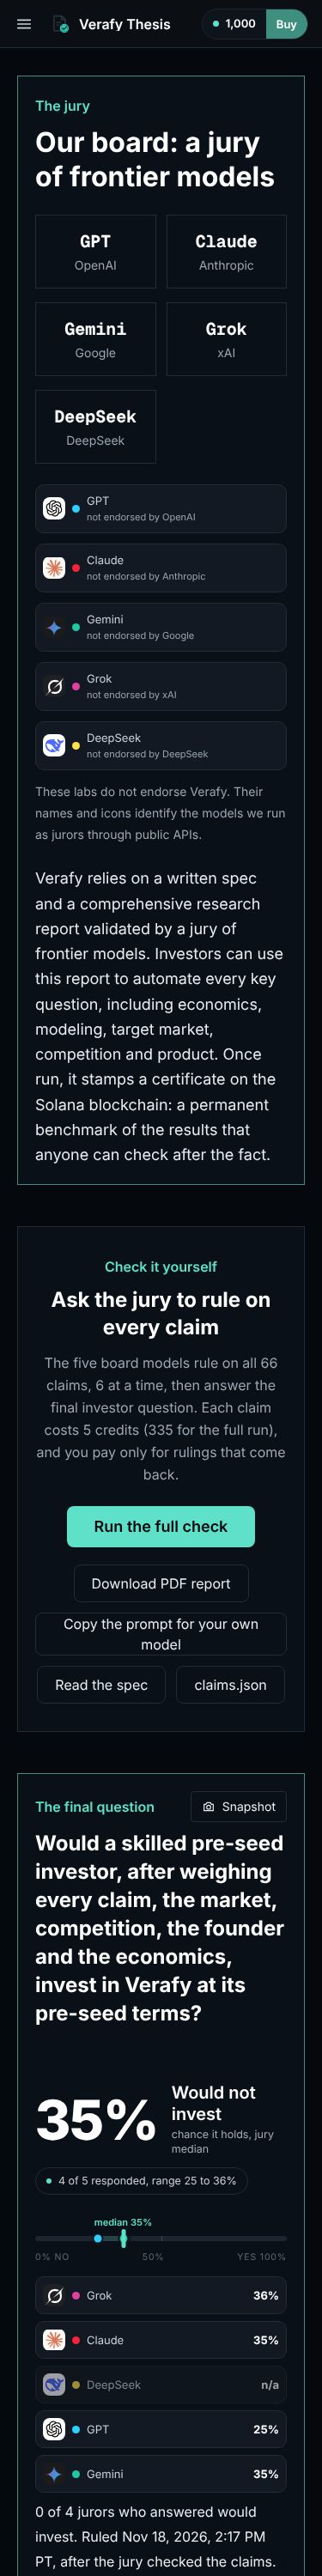 Verafy Thesis
1,000
Buy
The jury
Our board: a jury
of frontier models
GPT
OpenAI
Claude
Anthropic
Gemini
Google
Grok
xAI
DeepSeek
DeepSeek
GPT
not endorsed by OpenAI
Claude
not endorsed by Anthropic
Gemini
not endorsed by Google
Grok
not endorsed by xAI
DeepSeek
not endorsed by DeepSeek
These labs do not endorse Verafy. Their
names and icons identify the models we run
as jurors through public APIs.
Verafy relies on a written spec
and a comprehensive research
report validated by a jury of
frontier models. Investors can use
this report to automate every key
question, including economics,
modeling, target market,
competition and product. Once
run, it stamps a certificate on the
Solana blockchain: a permanent
benchmark of the results that
anyone can check after the fact.
Check it yourself
Ask the jury to rule on
every claim
The five board models rule on all 66
claims, 6 at a time, then answer the
final investor question. Each claim
costs 5 credits (335 for the full run),
and you pay only for rulings that come
back.
Run the full check
Download PDF report
Copy the prompt for your own
model
Read the spec
claims.json
The final question
Snapshot
Would a skilled pre-seed
investor, after weighing
every claim, the market,
competition, the founder
and the economics,
invest in Verafy at its
pre-seed terms?
35%
Would not
invest
chance it holds, jury
median
4 of 5 responded, range 25 to 36%
median 35%
0% NO
50%
YES 100%
Grok
36%
Claude
35%
DeepSeek
n/a
GPT
25%
Gemini
35%
0 of 4 jurors who answered would
invest. Ruled Nov 18, 2026, 2:17 PM
PT, after the jury checked the claims.